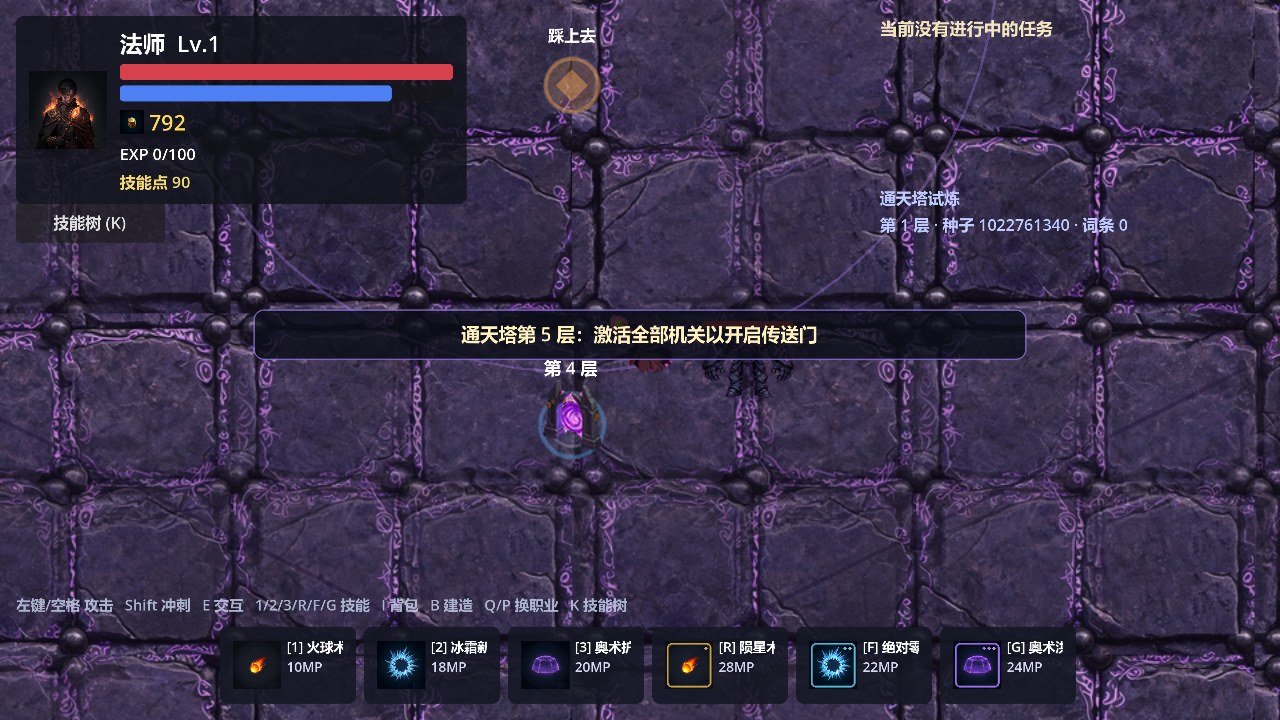 法师 Lv.1
792
EXP 0/100
技能点 90
技能树 (K)
踩上去
当前没有进行中的任务
通天塔试炼
第 1 层 · 种子 1022761340 · 词条 0
通天塔第 5 层：激活全部机关以开启传送门
第 4 层
左键/空格 攻击 Shift 冲刺 E 交互 1/2/3/R/F/G 技能 I 背包 B 建造 Q/P 换职业 K 技能树
[1] 火球
10MP
[2] 冰霜
18MP
[3] 奥术
20MP
[R] 陨星
28MP
[F] 绝对
22MP
[G] 奥术
24MP